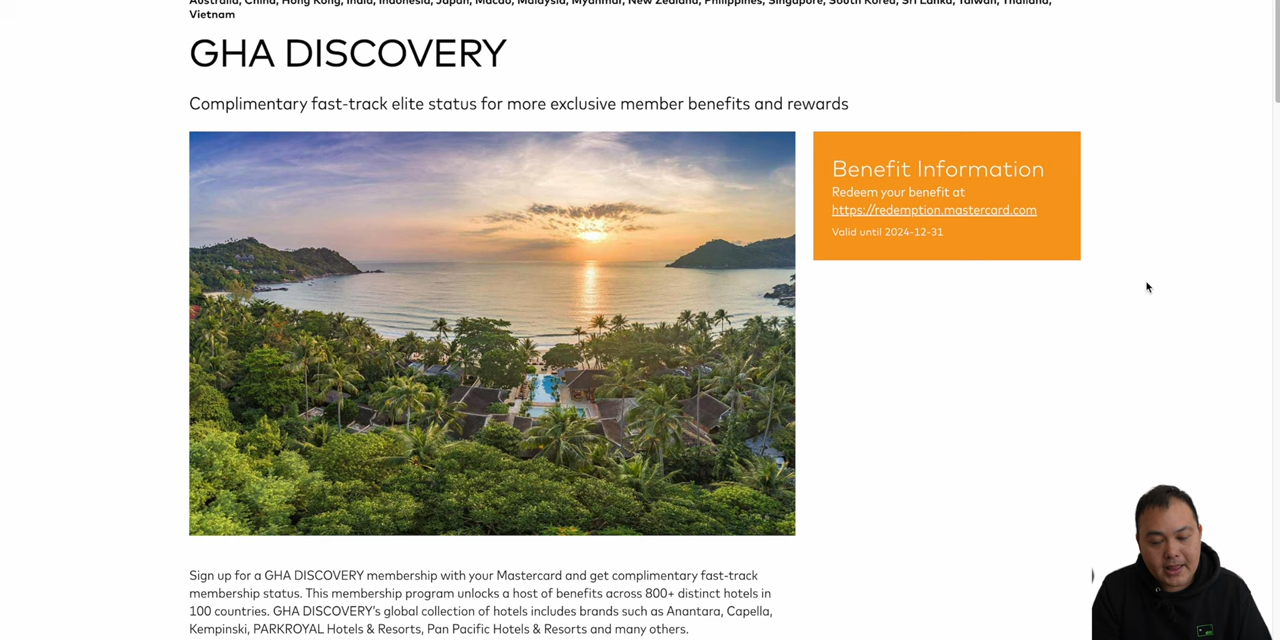 Australia, China, Hong Kong, India, Indonesia, Japan, Macao, Malaysia, Myanmar, New Zealand, Philippines, Singapore, South Korea, Sri Lanka, Taiwan, Thailand,
Vietnam
GHA DISCOVERY
Complimentary fast-track elite status for more exclusive member benefits and rewards
Benefit Information
Redeem your benefit at
https://redemption.mastercard.com
Valid until 2024-12-31
Sign up for a GHA DISCOVERY membership with your Mastercard and get complimentary fast-track
membership status. This membership program unlocks a host of benefits across 800+ distinct hotels in
100 countries. GHA DISCOVERY's global collection of hotels includes brands such as Anantara, Capella,
Kempinski, PARKROYAL Hotels & Resorts, Pan Pacific Hotels & Resorts and many others.